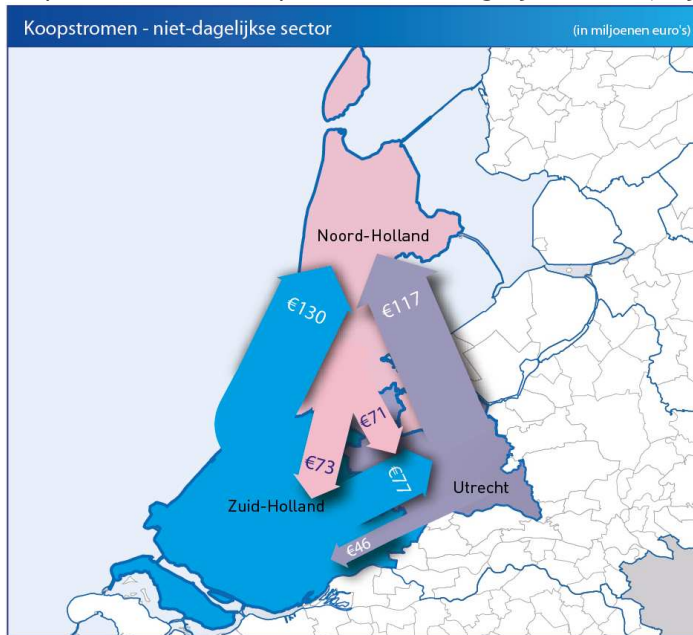 Koopstromen - niet-dagelijkse sector (in miljoenen euro's)
Noord-Holland
€130
€117
€71
€73
€77
Zuid-Holland
Utrecht
€46